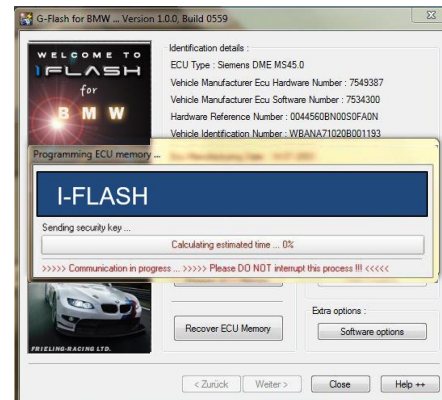 G-Flash for BMW ... Version 1.0.0, Build 0559
WELCOME TO
IFLASH
for
BMW
Identification details :
ECU Type : Siemens DME MS45.0
Vehicle Manufacturer Ecu Hardware Number : 7549387
Vehicle Manufacturer Ecu Software Number : 7534300
Hardware Reference Number : 0044560BN00S0FA0N
Vehicle Identification Number : WBANA71020B001193
Programming ECU memory ...
I-FLASH
Sending security key ...
Calculating estimated time ... 0%
>>>>> Communication in progress ... >>>>> Please DO NOT interrupt this process !!! <<<<<
Recover ECU Memory
Extra options :
Software options
FRIELING-RACING LTD.
< Zurück
Weiter >
Close
Help ++